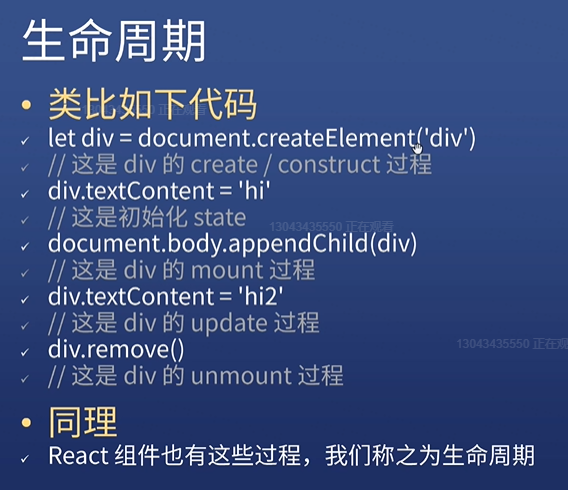 生命周期
• 类比如下代码
✓ let div = document.createElement('div')
✓ // 这是 div 的 create / construct 过程
✓ div.textContent = 'hi'
✓ // 这是初始化 state
13043435550 正在观看
✓ document.body.appendChild(div)
✓ // 这是 div 的 mount 过程
✓ div.textContent = 'hi2'
✓ // 这是 div 的 update 过程
13043435550 正在观
✓ div.remove()
✓ // 这是 div 的 unmount 过程
• 同理
✓ React 组件也有这些过程，我们称之为生命周期